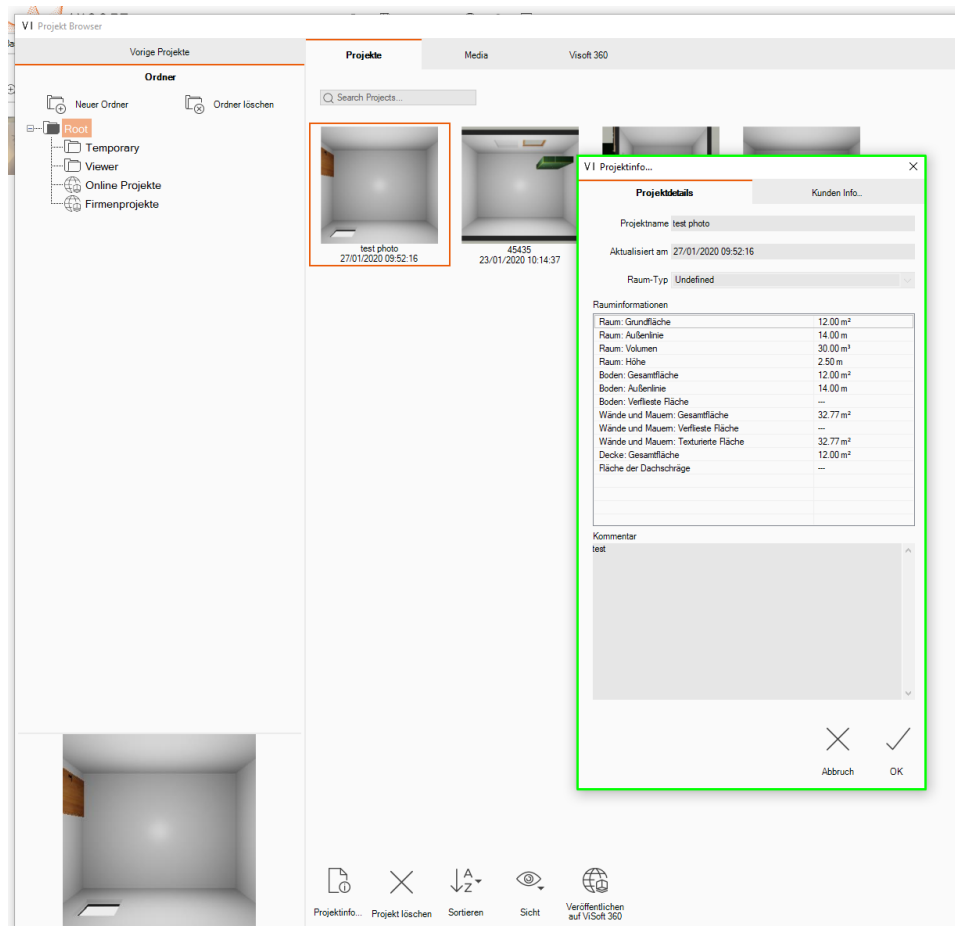 VI Projekt Browser
Vorige Projekte
Ordner
Neuer Ordner
Ordner löschen
Root
Temporary
Viewer
Online Projekte
Firmenprojekte
Projekte
Media
Visoft 360
Search Projects...
test photo
27/01/2020 09:52:16
45435
23/01/2020 10:14:37
VI Projektinfo...
Projektdetails
Kunden Info..
Projektname test photo
Aktualisiert am 27/01/2020 09:52:16
Raum-Typ Undefined
Rauminformationen
Raum: Grundfläche 12.00 m²
Raum: Außenlinie 14.00 m
Raum: Volumen 30.00 m³
Raum: Höhe 2.50 m
Boden: Gesamtfläche 12.00 m²
Boden: Außenlinie 14.00 m
Boden: Verflieste Fläche ---
Wände und Mauern: Gesamtfläche 32.77 m²
Wände und Mauern: Verflieste Fläche ---
Wände und Mauern: Texturierte Fläche 32.77 m²
Decke: Gesamtfläche 12.00 m²
Fläche der Dachschräge ---
Kommentar
test
Abbruch
OK
Projektinfo...
Projekt löschen
Sortieren
Sicht
Veröffentlichen
auf ViSoft 360